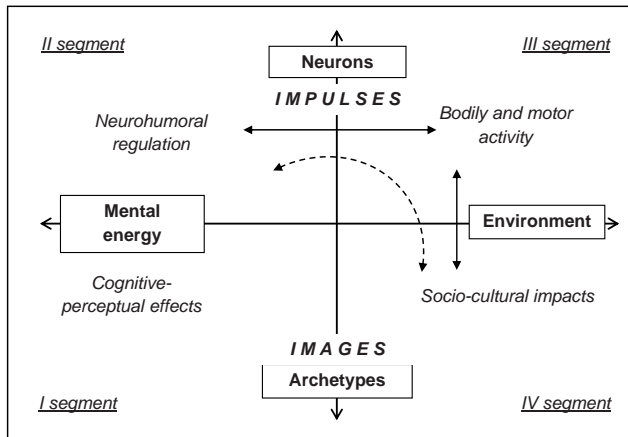 II segment
III segment
Neurons
IMPULSES
Neurohumoral
regulation
Bodily and motor
activity
Mental
energy
Environment
Cognitive-
perceptual effects
Socio-cultural impacts
IMAGES
Archetypes
I segment
IV segment